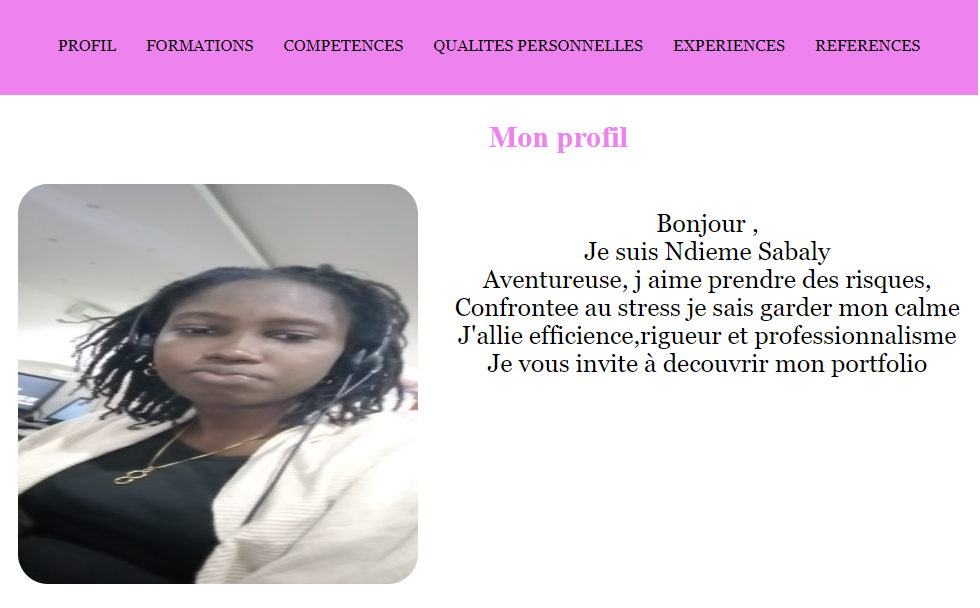 PROFIL FORMATIONS COMPETENCES QUALITES PERSONNELLES EXPERIENCES REFERENCES
Mon profil
Bonjour ,
Je suis Ndieme Sabaly
Aventureuse, j aime prendre des risques,
Confrontee au stress je sais garder mon calme
J'allie efficience,rigueur et professionnalisme
Je vous invite à decouvrir mon portfolio